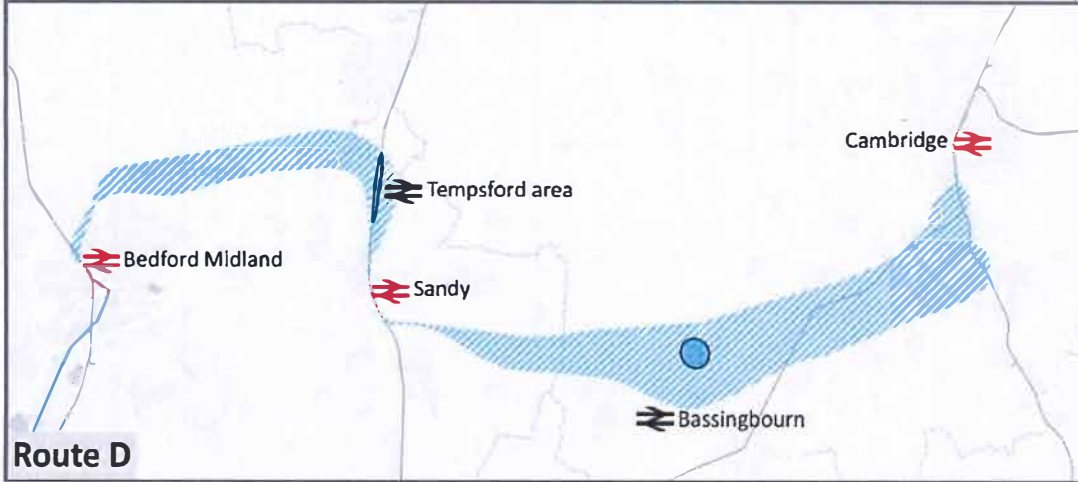 Cambridge
Tempsford area
Bedford Midland
Sandy
Bassingbourn
Route D